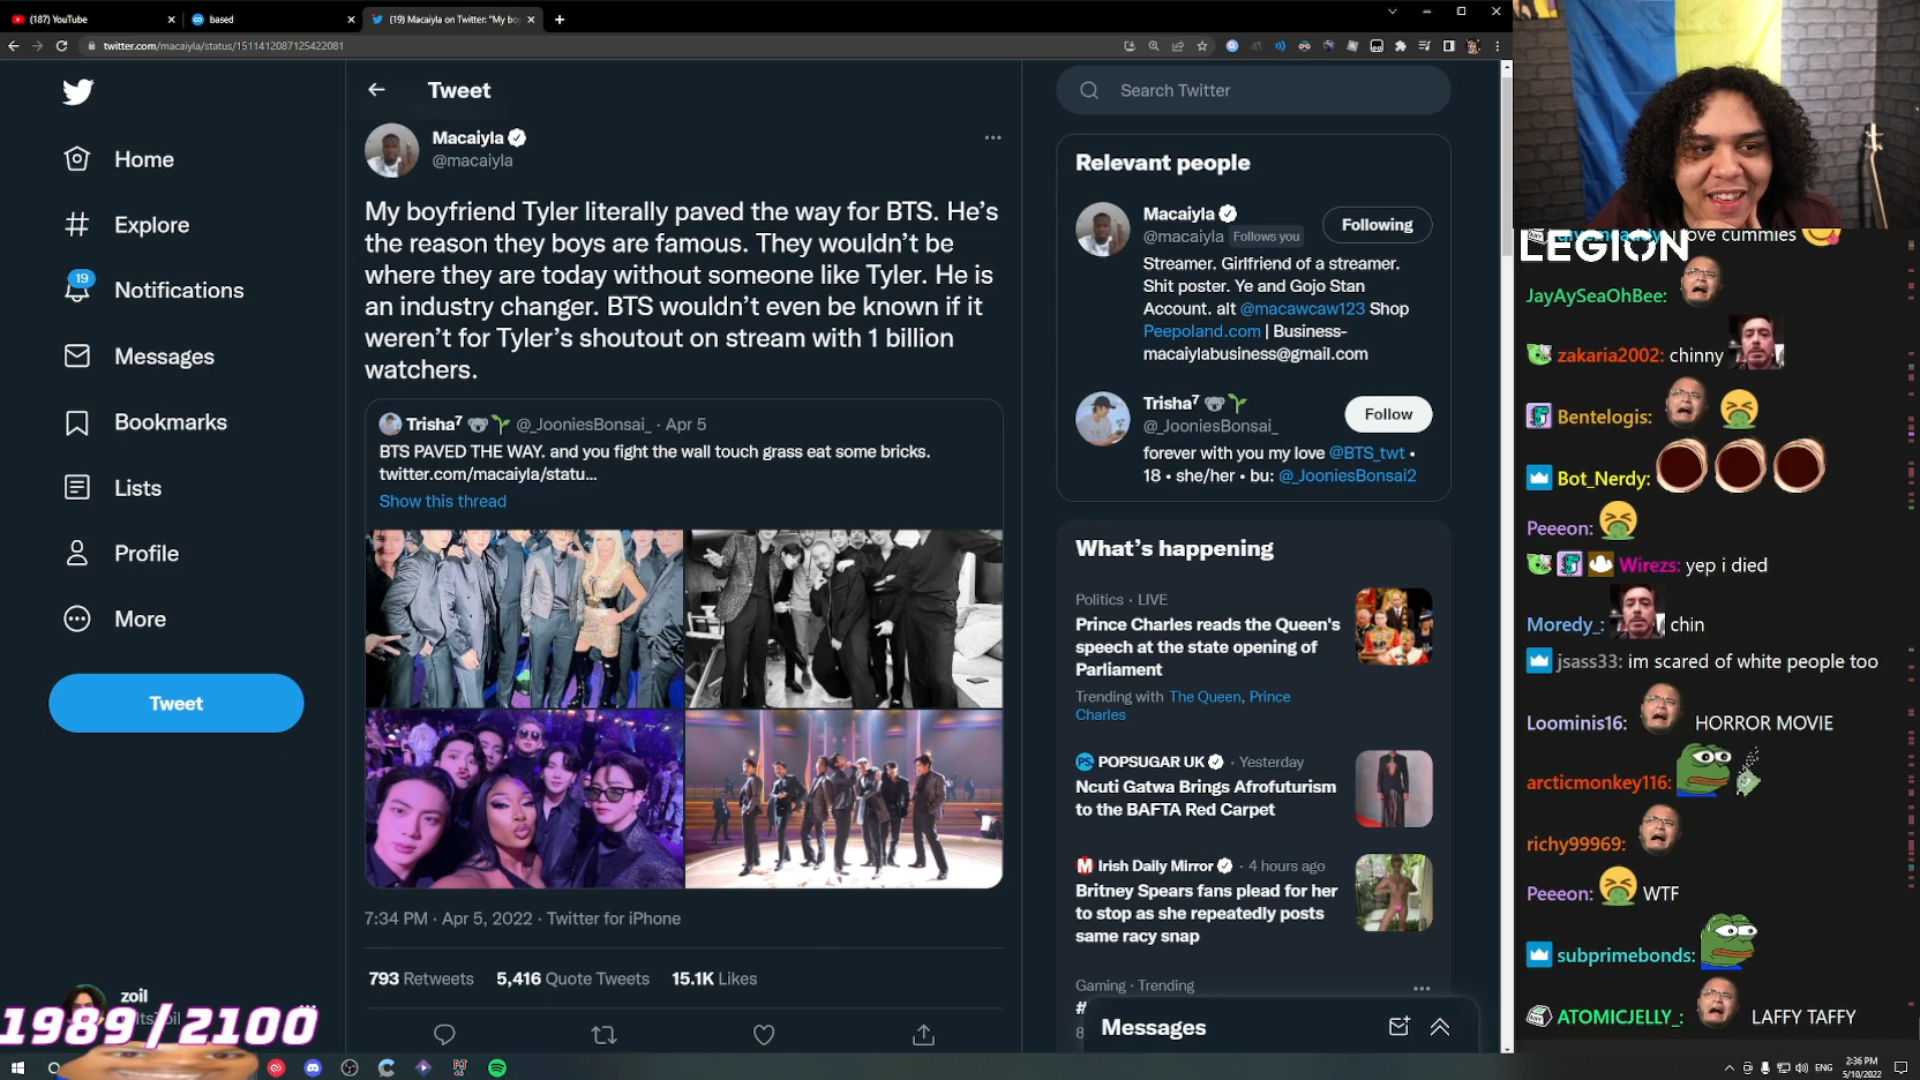 (187) YouTube
based
(19) Macaiyla on Twitter: "My bo
twitter.com/macaiyla/status/1511412087125422081
Home
Explore
19
Notifications
Messages
Bookmarks
Lists
Profile
More
Tweet
zoil
1989/2100
Tweet
Macaiyla
@macaiyla
My boyfriend Tyler literally paved the way for BTS. He's
the reason they boys are famous. They wouldn't be
where they are today without someone like Tyler. He is
an industry changer. BTS wouldn't even be known if it
weren't for Tyler's shoutout on stream with 1 billion
watchers.
Trisha⁷ @_JooniesBonsai_ · Apr 5
BTS PAVED THE WAY. and you fight the wall touch grass eat some bricks.
twitter.com/macaiyla/statu...
Show this thread
7:34 PM · Apr 5, 2022 · Twitter for iPhone
793 Retweets 5,416 Quote Tweets 15.1K Likes
Search Twitter
Relevant people
Macaiyla
@macaiyla Follows you
Following
Streamer. Girlfriend of a streamer.
Shit poster. Ye and Gojo Stan
Account. alt @macawcaw123 Shop
Peepoland.com | Business-
macaiylabusiness@gmail.com
Trisha⁷
@_JooniesBonsai_
Follow
forever with you my love @BTS_twt •
18 • she/her • bu: @_JooniesBonsai2
What's happening
Politics · LIVE
Prince Charles reads the Queen's
speech at the state opening of
Parliament
Trending with The Queen, Prince
Charles
POPSUGAR UK · Yesterday
Ncuti Gatwa Brings Afrofuturism
to the BAFTA Red Carpet
Irish Daily Mirror · 4 hours ago
Britney Spears fans plead for her
to stop as she repeatedly posts
same racy snap
Gaming · Trending
#
Messages
love cummies
LEGION
JayAySeaOhBee:
zakaria2002: chinny
Bentelogis:
Bot_Nerdy:
Peeeon:
Wirezs: yep i died
Moredy_: chin
jsass33: im scared of white people too
Loominis16: HORROR MOVIE
arcticmonkey116:
richy99969:
Peeeon: WTF
subprimebonds:
ATOMICJELLY_: LAFFY TAFFY
ENG
2:36 PM
5/10/2022